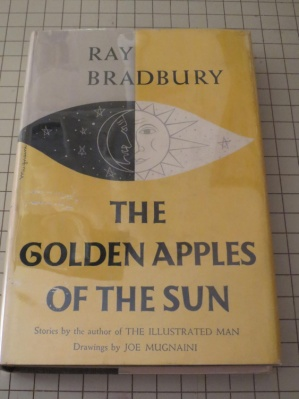 RAY
BRADBURY
THE
GOLDEN APPLES
OF THE SUN
Stories by the author of THE ILLUSTRATED MAN
Drawings by JOE MUGNAINI